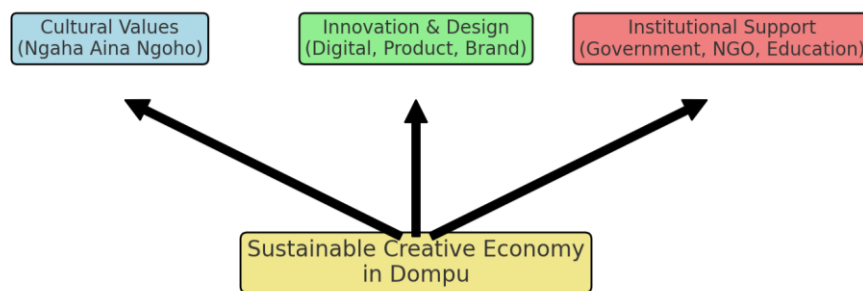 Cultural Values
(Ngaha Aina Ngoho)
Innovation & Design
(Digital, Product, Brand)
Institutional Support
(Government, NGO, Education)
Sustainable Creative Economy
in Dompu